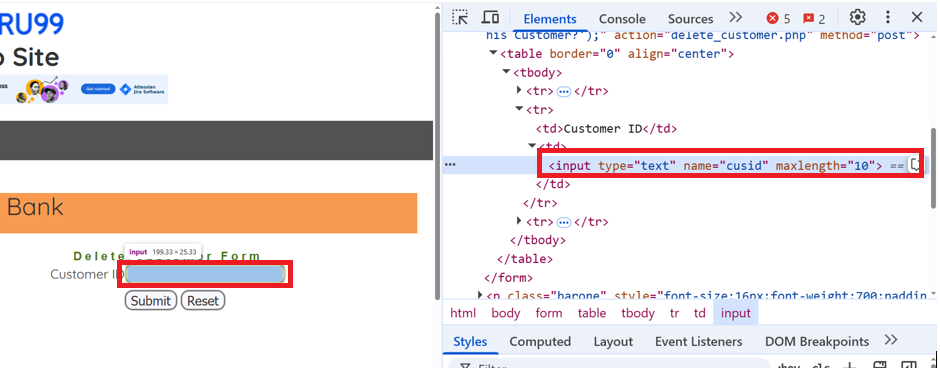 RU99
Site
Get started
Atlassian
Jira Software
Bank
Delete Form
input 199.33 × 25.33
Customer ID
Submit Reset
Elements Console Sources 5 2
his Customer?');" action="delete_customer.php" method="post">
<table border="0" align="center">
<tbody>
<tr> </tr>
<tr>
<td>Customer ID</td>
<td>
<input type="text" name="cusid" maxlength="10"> ==
</td>
</tr>
<tr> </tr>
</tbody>
</table>
</form>
<p class="barone" style="font-size:16px;font-weight:700;paddin
html body form table tbody tr td input
Styles Computed Layout Event Listeners DOM Breakpoints
Filter :hov .cls